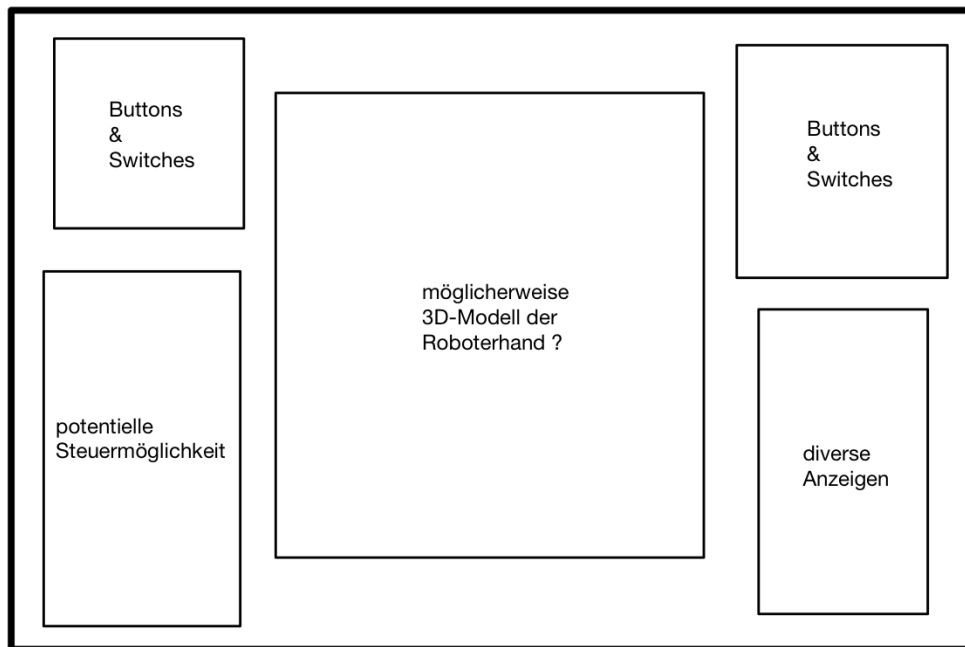 Buttons
&
Switches
Buttons
&
Switches
möglicherweise
3D-Modell der
Roboterhand ?
potentielle
Steuermöglichkeit
diverse
Anzeigen